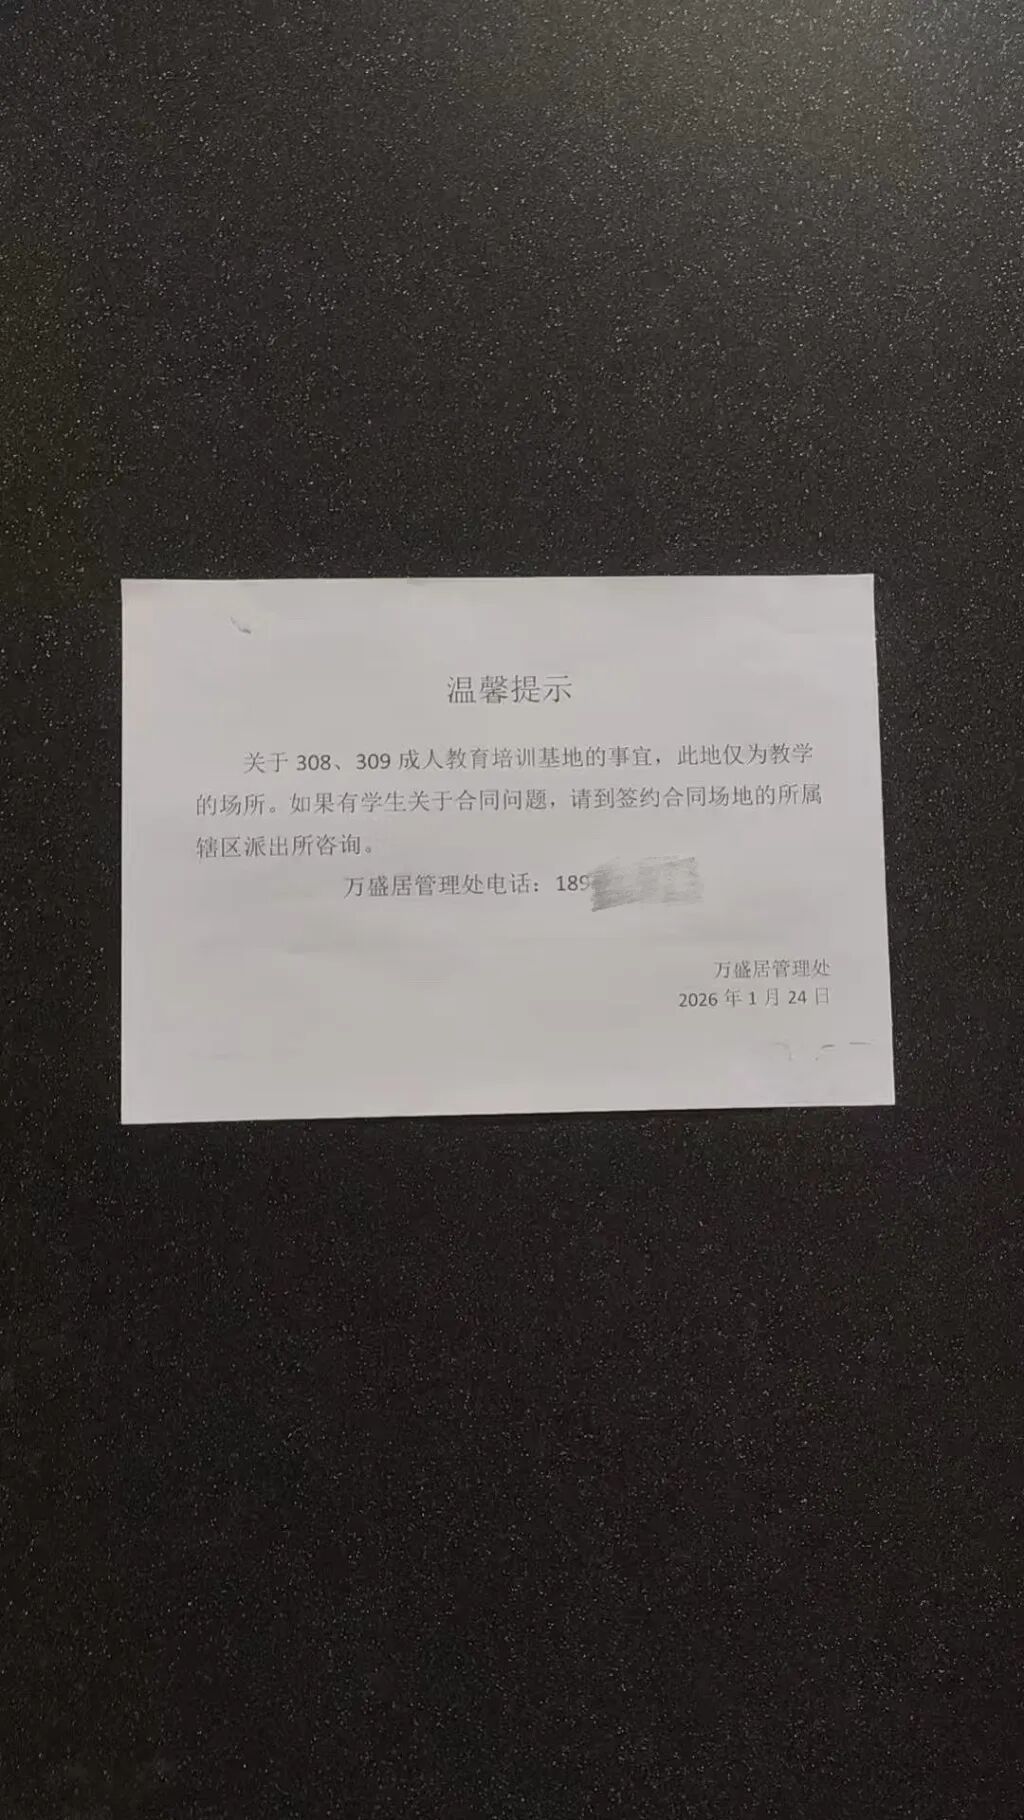 温馨提示
关于 308、309 成人教育培训基地的事宜，此地仅为教学
的场所。如果有学生关于合同问题，请到签约合同场地的所属
辖区派出所咨询。
万盛居管理处电话：189
万盛居管理处
2026 年 1 月 24 日